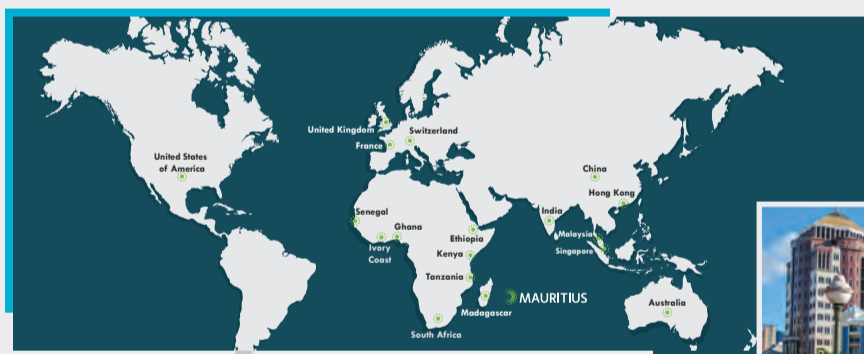 United Kingdom
Switzerland
France
United States
of America
China
Hong Kong
Senegal
Ghana
India
Ivory
Coast
Ethiopia
Malaysia
Singapore
Kenya
Tanzania
MAURITIUS
Madagascar
Australia
South Africa